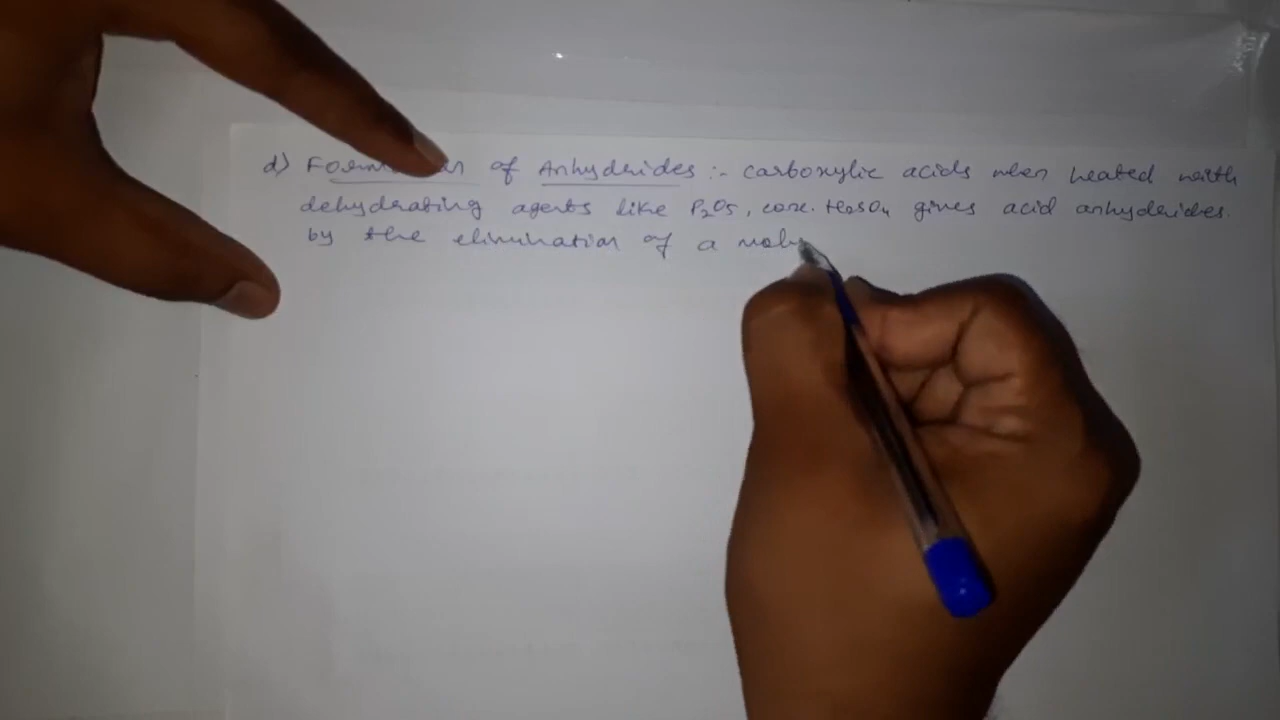 d) Formation of Anhydrides :- carboxylic acids when heated with
dehydrating agents like P2O5, conc. H2SO4 gives acid anhydrides.
by the elimination of a